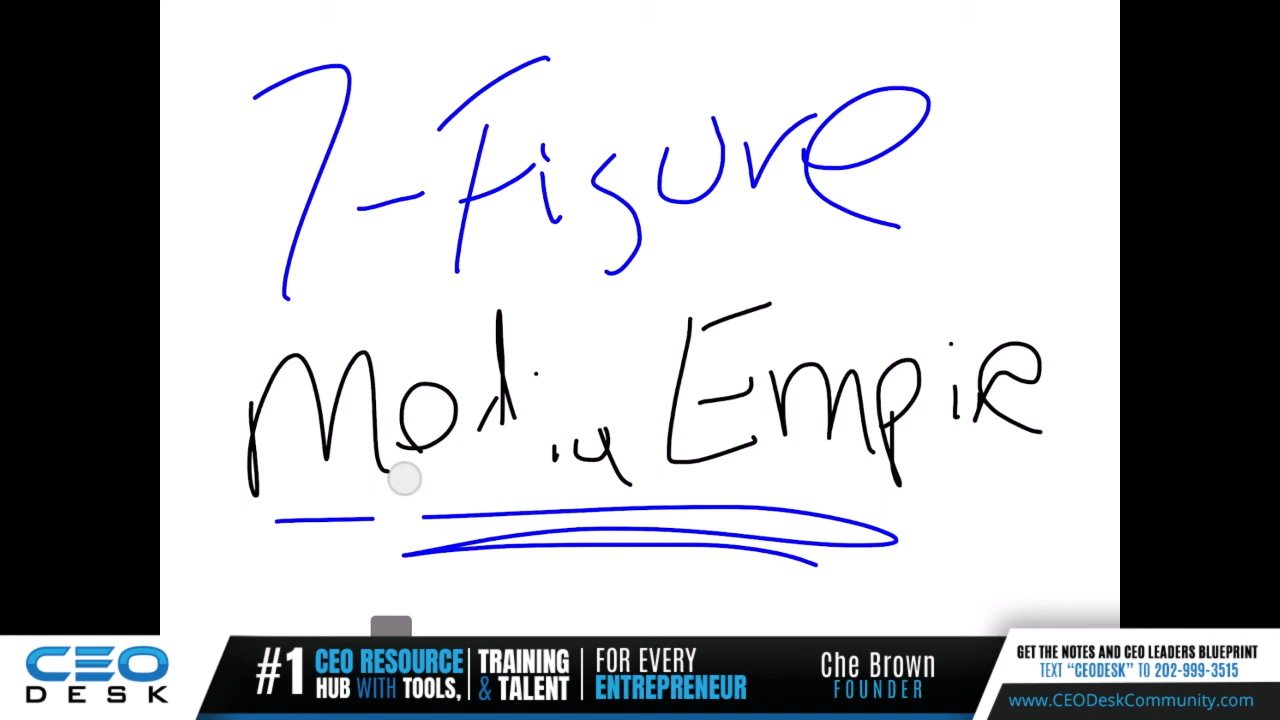 7-Figure
Media Empire
CEO
DESK
#1
CEO RESOURCE
HUB WITH TOOLS,
TRAINING
& TALENT
FOR EVERY
ENTREPRENEUR
Che Brown
FOUNDER
GET THE NOTES AND CEO LEADERS BLUEPRINT
TEXT “CEODESK” TO 202-999-3515
www.CEODeskCommunity.com